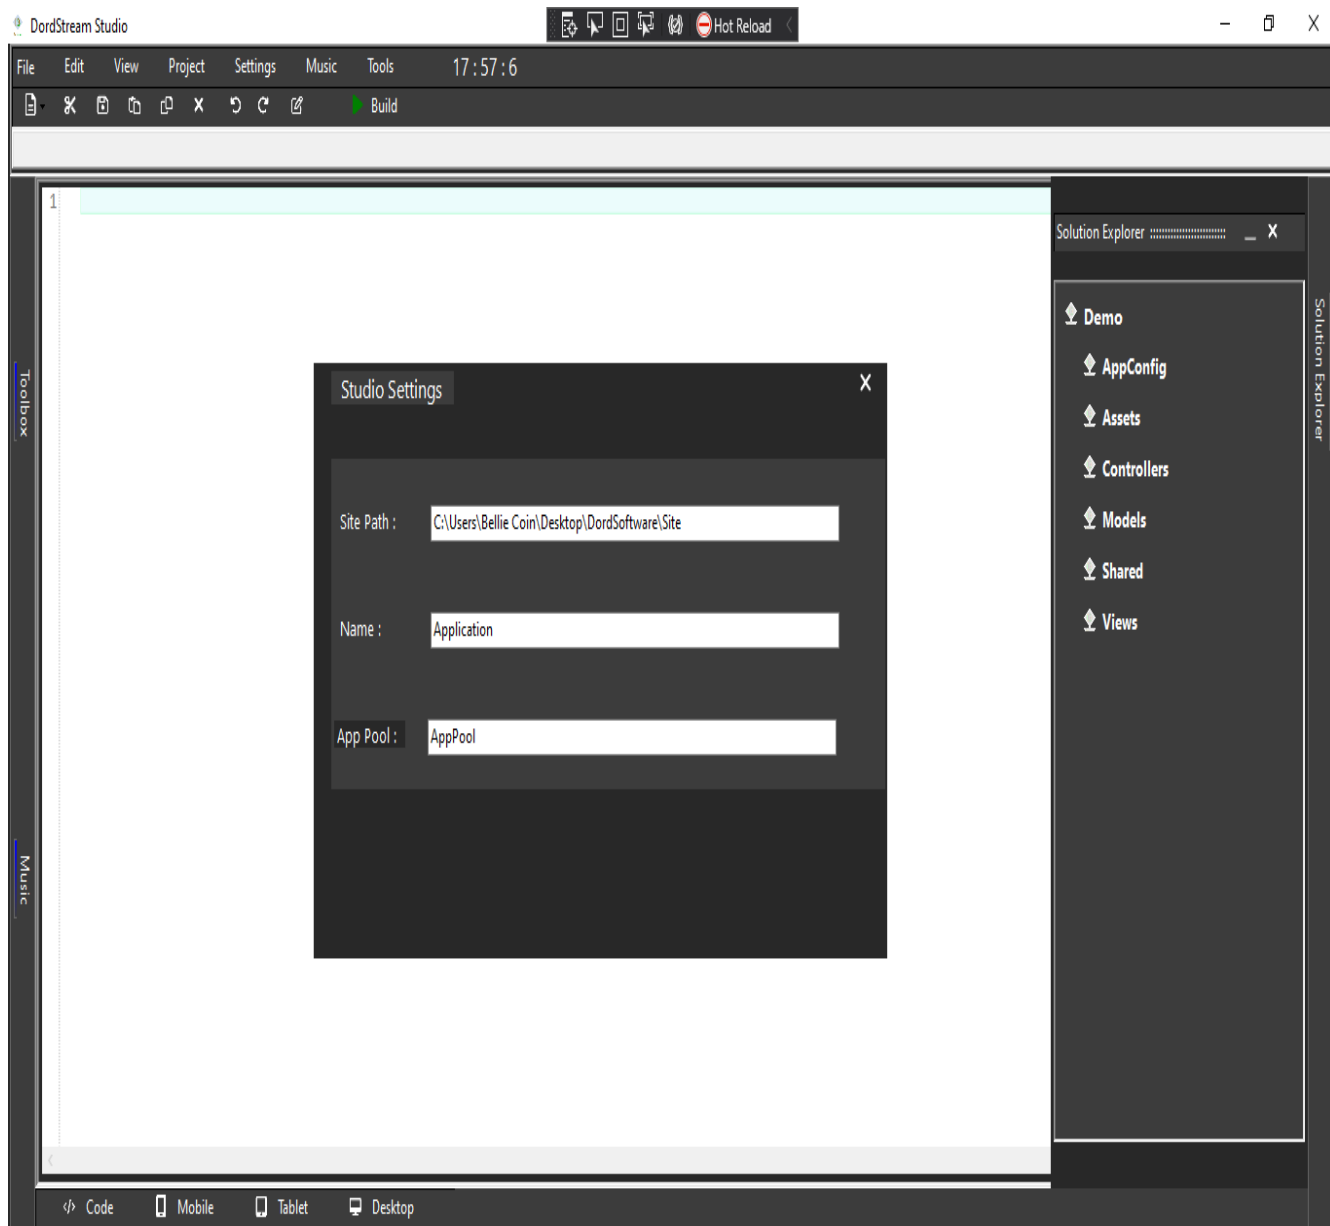 DordStream Studio
Hot Reload
File Edit View Project Settings Music Tools 17:57:6
Build
1
Toolbox
Music
Studio Settings X
Site Path : C:\Users\Bellie Coin\Desktop\DordSoftware\Site
Name : Application
App Pool : AppPool
Solution Explorer
Demo
AppConfig
Assets
Controllers
Models
Shared
Views
Solution Explorer
</> Code Mobile Tablet Desktop